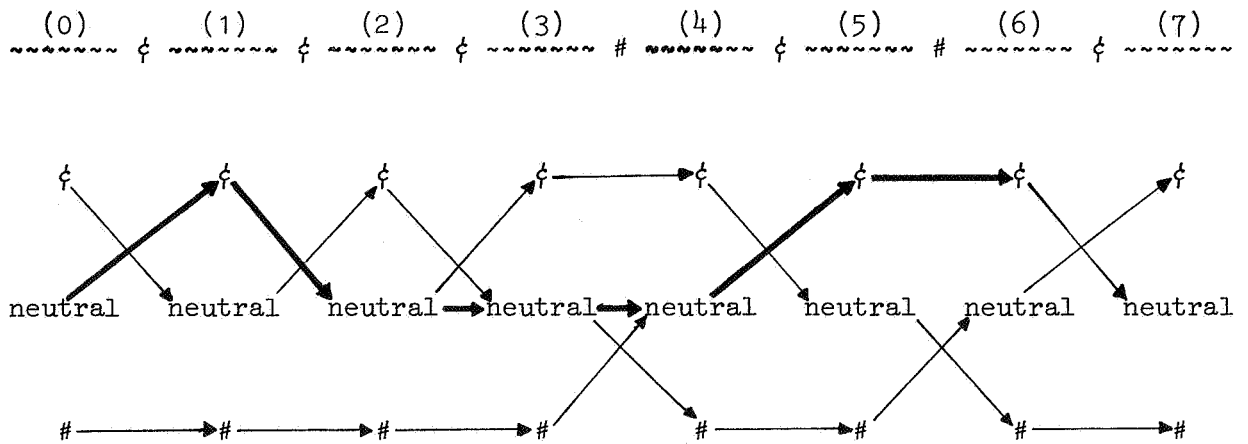 (0) (1) (2) (3) (4) (5) (6) (7)
~~~~~~~ ¢ ~~~~~~~ ¢ ~~~~~~~ ¢ ~~~~~~~ # ~~~~~~~ ¢ ~~~~~~~ # ~~~~~~~ ¢ ~~~~~~~
¢ ¢ ¢ ¢ ¢ ¢ ¢ ¢
neutral neutral neutral neutral neutral neutral neutral neutral
# # # # # # # #